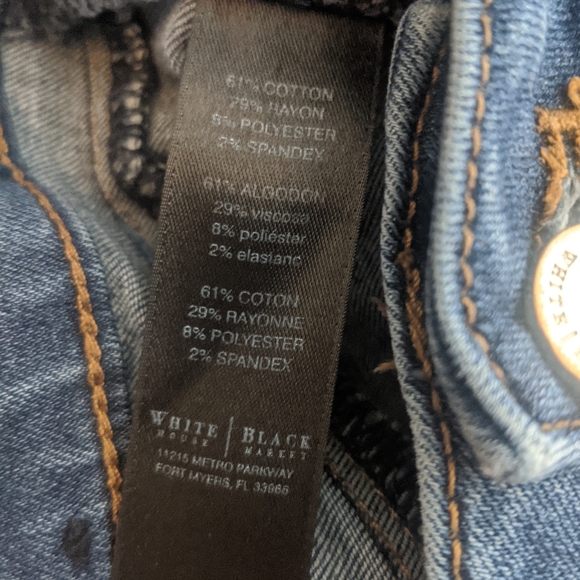 61% COTTON
29% RAYON
8% POLYESTER
2% SPANDEX
61% ALGODON
29% viscosa
8% poliéster
2% elastano
61% COTON
29% RAYONNE
8% POLYESTER
2% SPANDEX
WHITE | BLACK
HOUSE MARKET
11215 METRO PARKWAY
FORT MYERS, FL 33966
WHITE